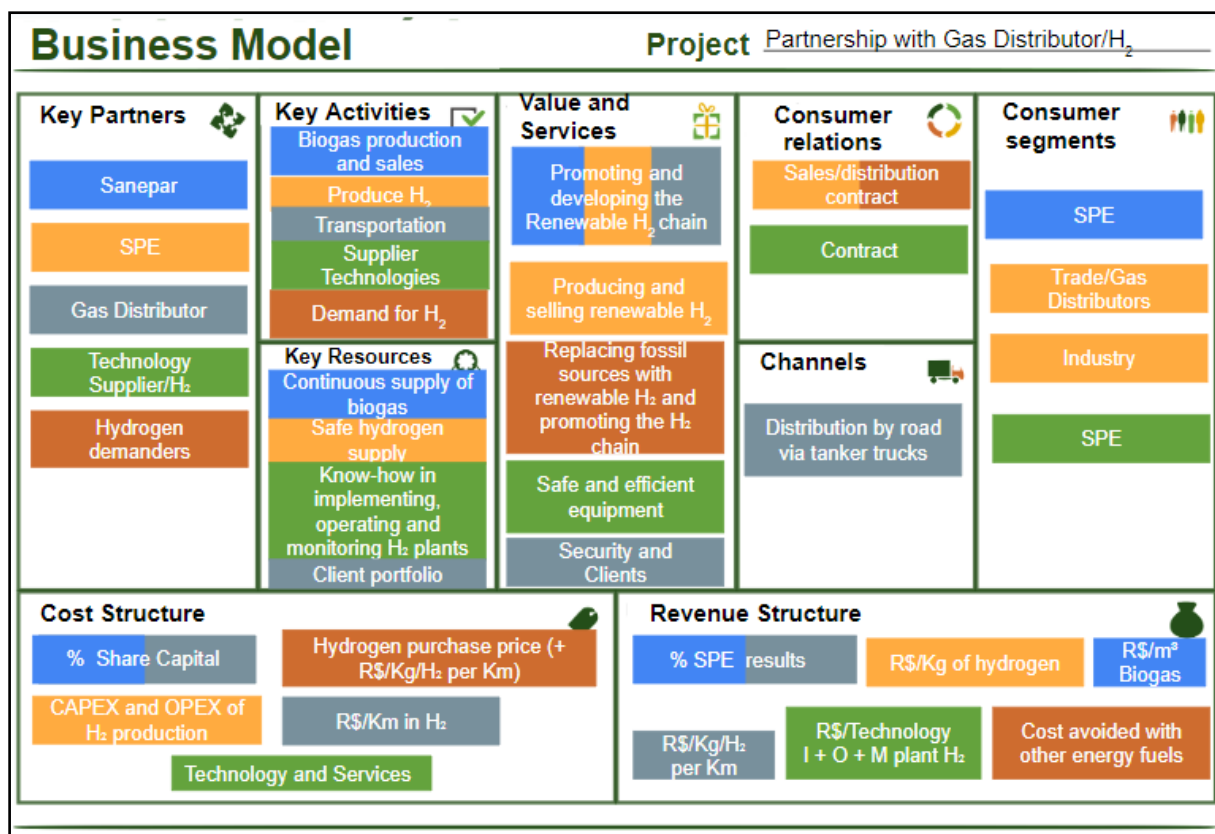 Business Model
Project Partnership with Gas Distributor/H₂
Key Partners
Sanepar
SPE
Gas Distributor
Technology
Supplier/H₂
Hydrogen
demanders
Key Activities
Biogas production
and sales
Produce H₂
Transportation
Supplier
Technologies
Demand for H₂
Key Resources
Continuous supply of
biogas
Safe hydrogen
supply
Know-how in
implementing,
operating and
monitoring H₂ plants
Client portfolio
Value and
Services
Promoting and
developing the
Renewable H₂ chain
Producing and
selling renewable H₂
Replacing fossil
sources with
renewable H₂ and
promoting the H₂
chain
Safe and efficient
equipment
Security and
Clients
Consumer
relations
Sales/distribution
contract
Contract
Channels
Distribution by road
via tanker trucks
Consumer
segments
SPE
Trade/Gas
Distributors
Industry
SPE
Cost Structure
% Share Capital
Hydrogen purchase price (+
R$/Kg/H₂ per Km)
CAPEX and OPEX of
H₂ production
R$/Km in H₂
Technology and Services
Revenue Structure
% SPE results
R$/Kg of hydrogen
R$/m³
Biogas
R$/Kg/H₂
per Km
R$/Technology
I + O + M plant H₂
Cost avoided with
other energy fuels